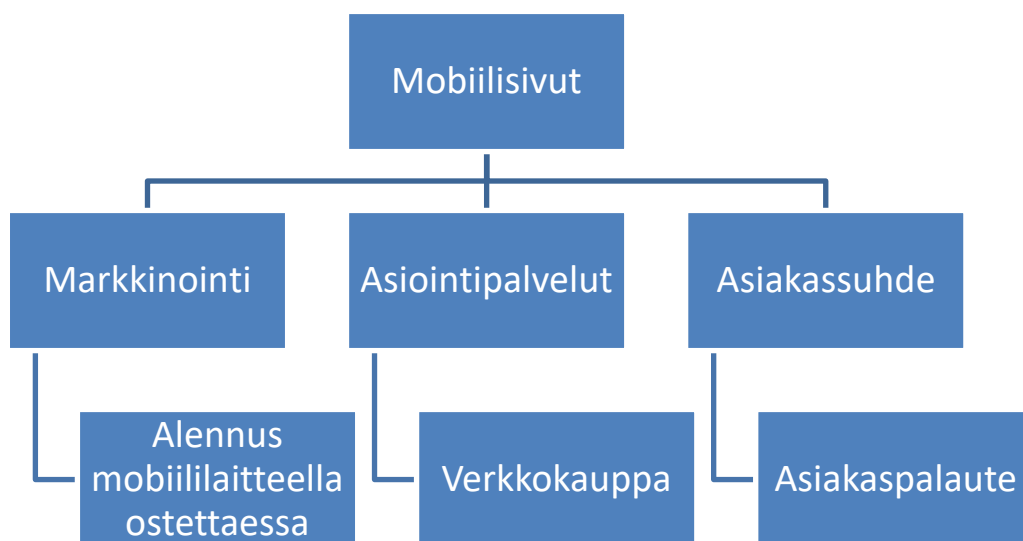 Mobiilisivut
Markkinointi
Asiointipalvelut
Asiakassuhde
Alennus
mobiililaitteella
ostettaessa
Verkkokauppa
Asiakaspalaute